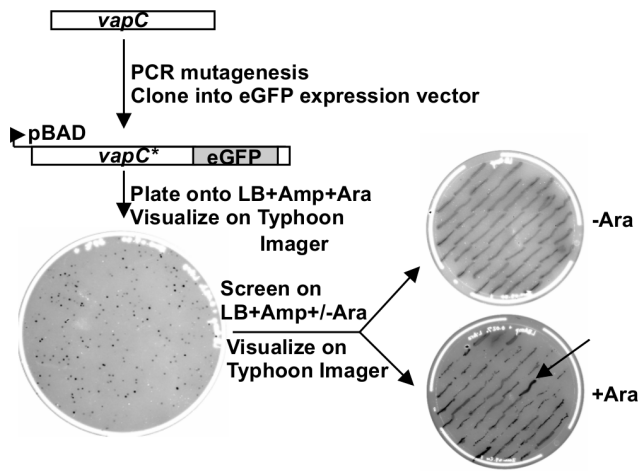 vapC
PCR mutagenesis
Clone into eGFP expression vector
pBAD
vapC*
eGFP
Plate onto LB+Amp+Ara
Visualize on Typhoon
Imager
Screen on
LB+Amp+/-Ara
Visualize on
Typhoon Imager
-Ara
+Ara